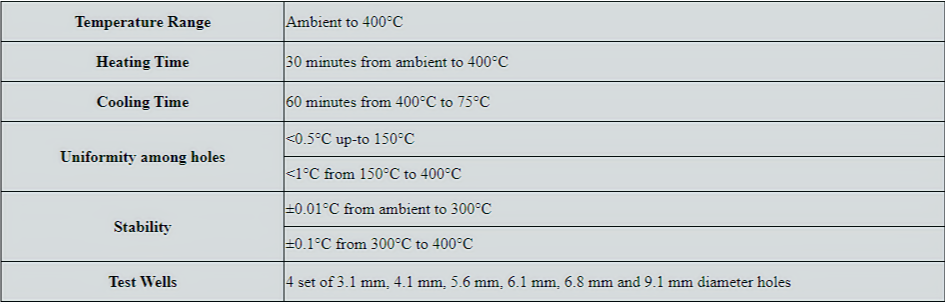 Temperature Range
Ambient to 400°C
Heating Time
30 minutes from ambient to 400°C
Cooling Time
60 minutes from 400°C to 75°C
Uniformity among holes
<0.5°C up-to 150°C
<1°C from 150°C to 400°C
Stability
±0.01°C from ambient to 300°C
±0.1°C from 300°C to 400°C
Test Wells
4 set of 3.1 mm, 4.1 mm, 5.6 mm, 6.1 mm, 6.8 mm and 9.1 mm diameter holes